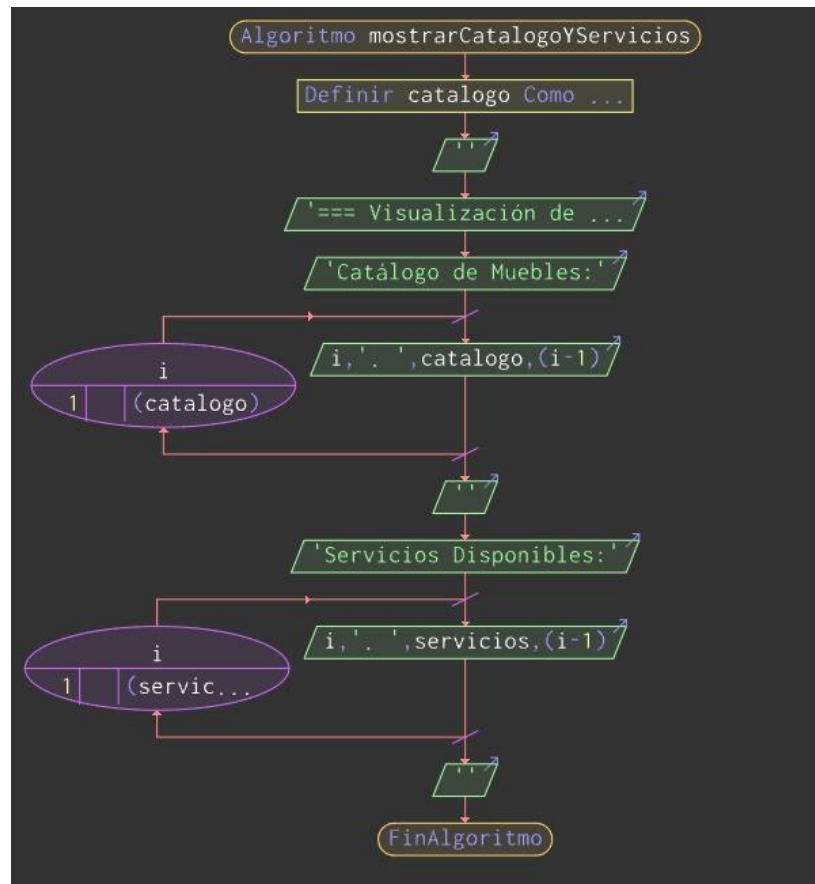 Algoritmo mostrarCatalogoYServicios
Definir catalogo Como ...
''
'=== Visualización de ...
'Catálogo de Muebles:'
i,'. ',catalogo,(i-1)
i
1 (catalogo)
''
'Servicios Disponibles:'
i,'. ',servicios,(i-1)
i
1 (servic...
''
FinAlgoritmo